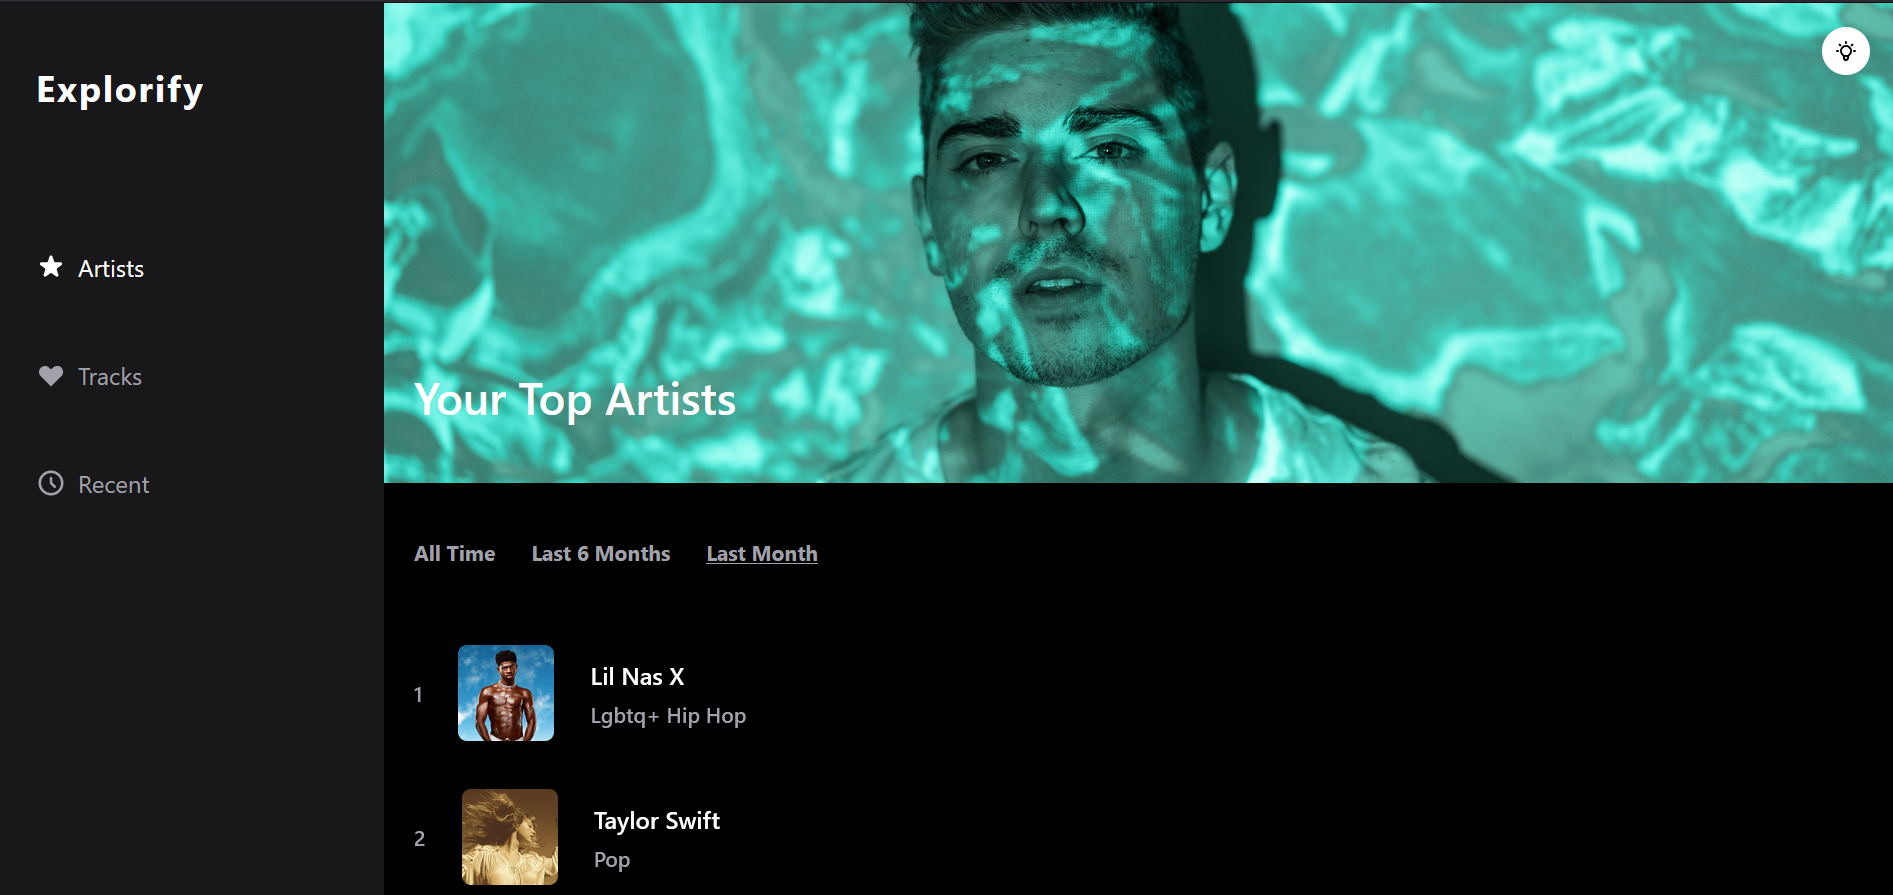 Explorify
Artists
Tracks
Recent
Your Top Artists
All Time Last 6 Months Last Month
1
Lil Nas X
Lgbtq+ Hip Hop
2
Taylor Swift
Pop